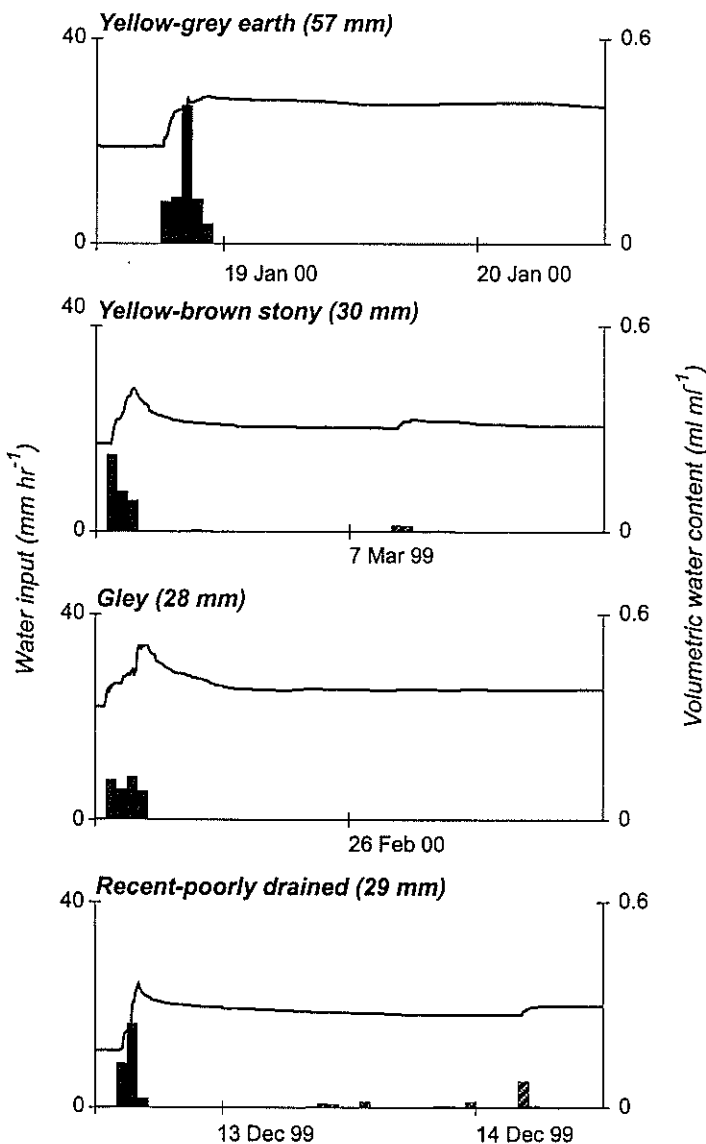 Yellow-grey earth (57 mm)
40
0.6
0
0
19 Jan 00
20 Jan 00
Yellow-brown stony (30 mm)
40
0.6
0
0
7 Mar 99
Gley (28 mm)
40
0.6
0
0
26 Feb 00
Recent-poorly drained (29 mm)
40
0.6
0
0
13 Dec 99
14 Dec 99
Water input (mm hr⁻¹)
Volumetric water content (ml ml⁻¹)